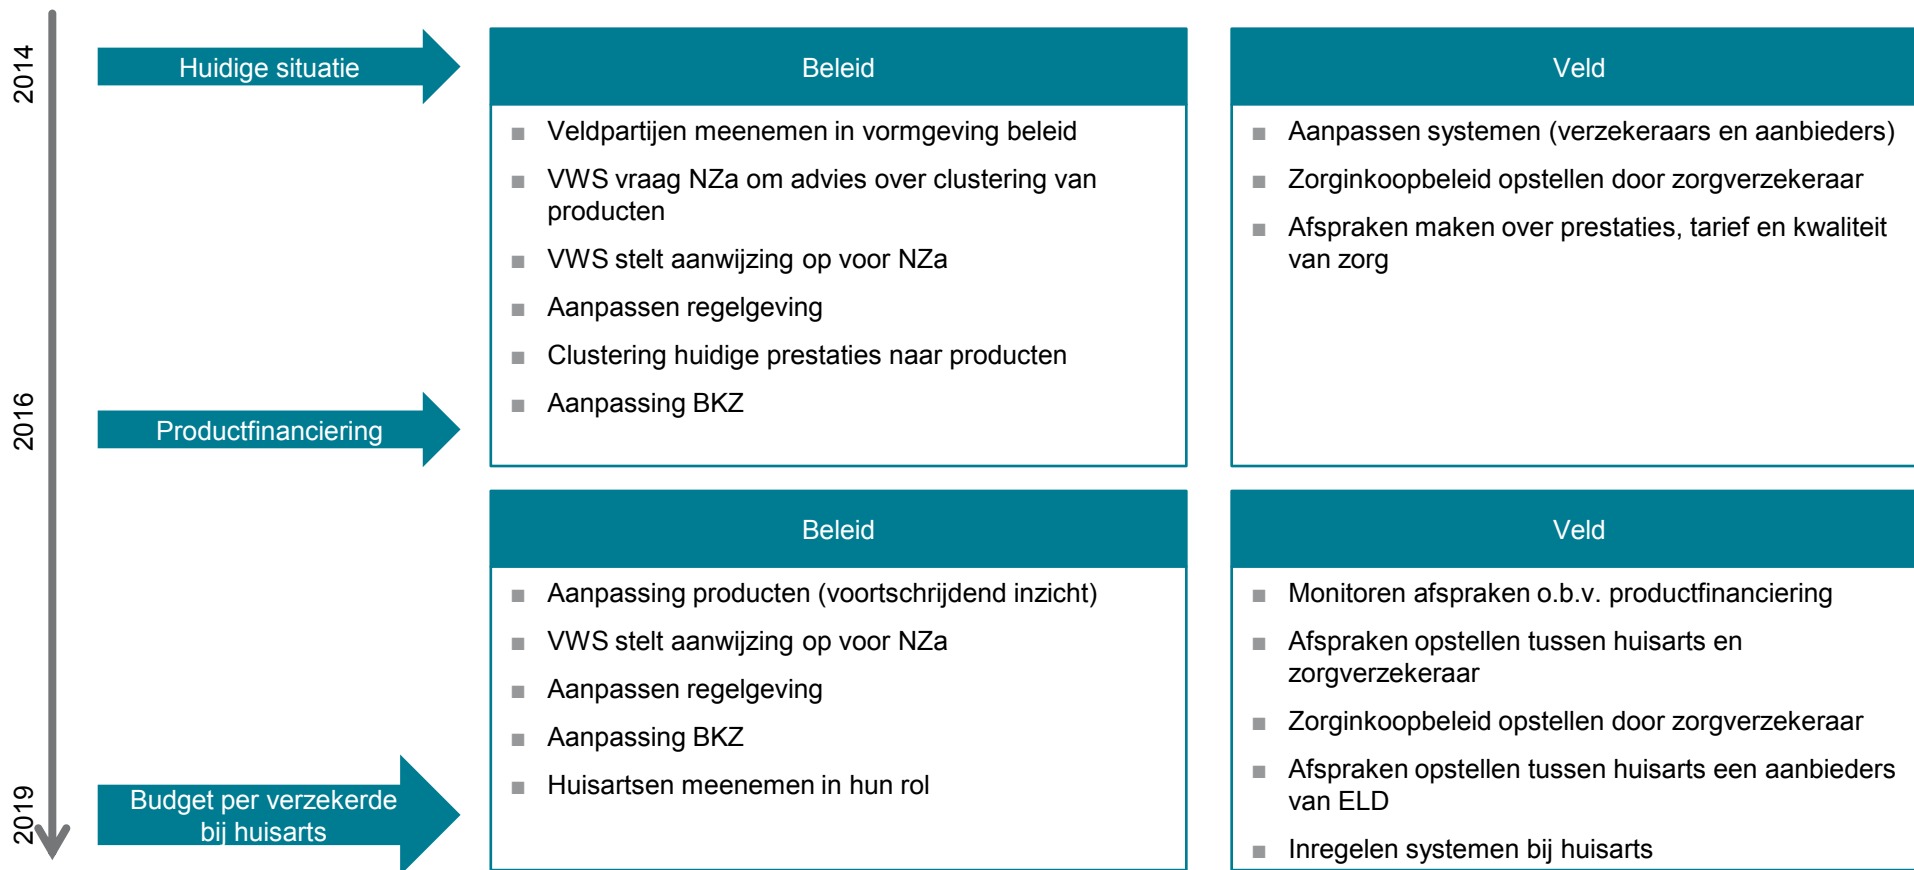 2014
Huidige situatie
Beleid
■ Veldpartijen meenemen in vormgeving beleid
■ VWS vraag NZa om advies over clustering van
producten
■ VWS stelt aanwijzing op voor NZa
■ Aanpassen regelgeving
■ Clustering huidige prestaties naar producten
■ Aanpassing BKZ
Veld
■ Aanpassen systemen (verzekeraars en aanbieders)
■ Zorginkoopbeleid opstellen door zorgverzekeraar
■ Afspraken maken over prestaties, tarief en kwaliteit
van zorg
2016
Productfinanciering
Beleid
■ Aanpassing producten (voortschrijdend inzicht)
■ VWS stelt aanwijzing op voor NZa
■ Aanpassen regelgeving
■ Aanpassing BKZ
■ Huisartsen meenemen in hun rol
Veld
■ Monitoren afspraken o.b.v. productfinanciering
■ Afspraken opstellen tussen huisarts en
zorgverzekeraar
■ Zorginkoopbeleid opstellen door zorgverzekeraar
■ Afspraken opstellen tussen huisarts een aanbieders
van ELD
■ Inregelen systemen bij huisarts
2019
Budget per verzekerde
bij huisarts